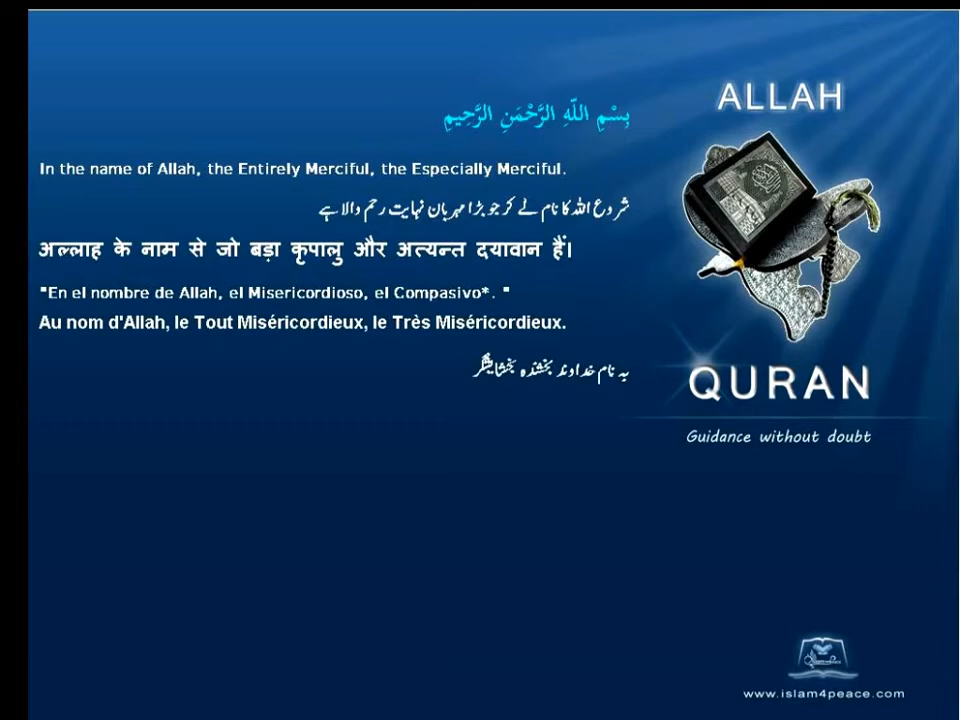 بِسْمِ اللَّهِ الرَّحْمَنِ الرَّحِيمِ
In the name of Allah, the Entirely Merciful, the Especially Merciful.
شروع اللہ کا نام لے کر جو بڑا مہربان نہایت رحم والا ہے
अल्लाह के नाम से जो बड़ा कृपालु और अत्यन्त दयावान हैं।
"En el nombre de Allah, el Misericordioso, el Compasivo*. "
Au nom d'Allah, le Tout Miséricordieux, le Très Miséricordieux.
به نام خداوند بخشنده بخشایشگر
ALLAH
QURAN
Guidance without doubt
www.islam4peace.com